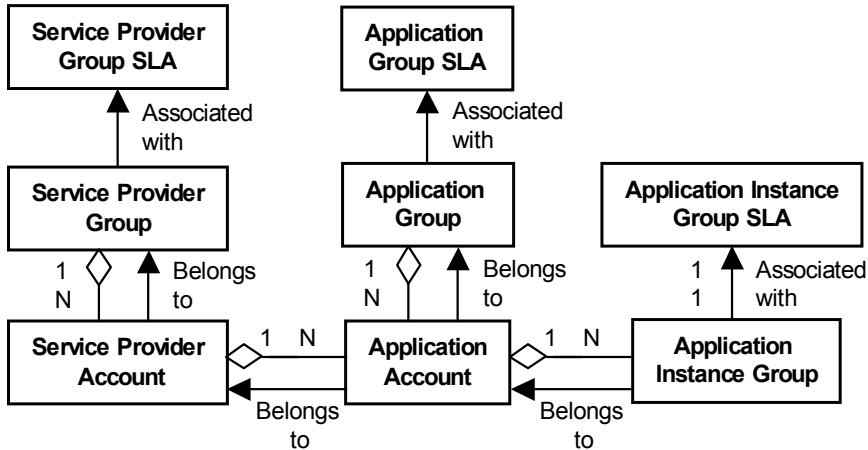 Service Provider
Group SLA
Application
Group SLA
Associated
with
Associated
with
Service Provider
Group
Application
Group
Application Instance
Group SLA
1
N
Belongs
to
1
N
Belongs
to
1
1
Associated
with
Service Provider
Account
1 N
Application
Account
1 N
Application
Instance Group
Belongs
to
Belongs
to